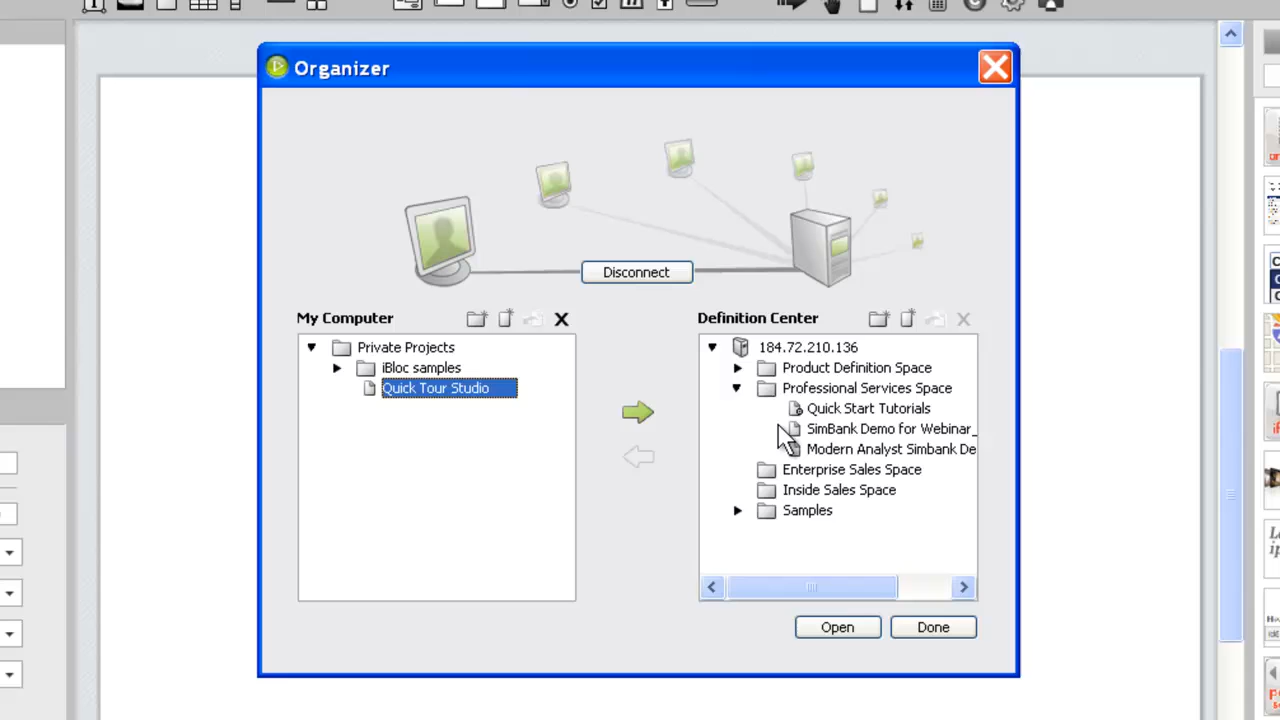 Organizer
Disconnect
My Computer
Definition Center
Private Projects
iBloc samples
Quick Tour Studio
184.72.210.136
Product Definition Space
Professional Services Space
Quick Start Tutorials
SimBank Demo for Webinar_
Modern Analyst Simbank De
Enterprise Sales Space
Inside Sales Space
Samples
Open
Done